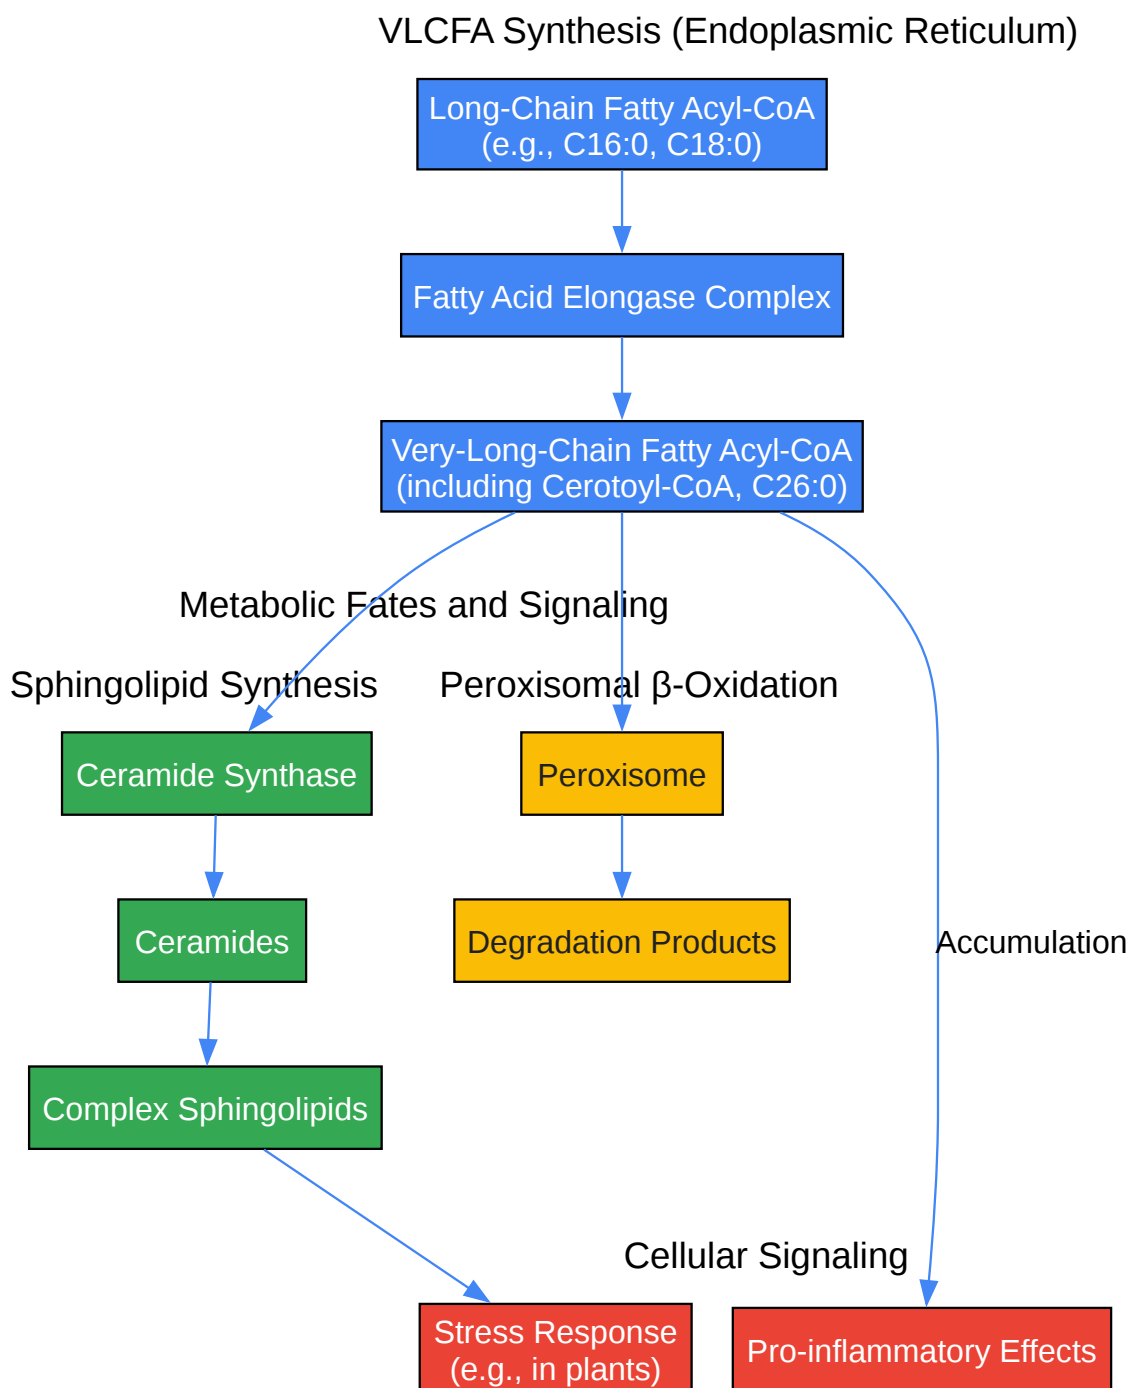 VLCFA Synthesis (Endoplasmic Reticulum)
Long-Chain Fatty Acyl-CoA
(e.g., C16:0, C18:0)
Fatty Acid Elongase Complex
Very-Long-Chain Fatty Acyl-CoA
(including Cerotoyl-CoA, C26:0)
Metabolic Fates and Signaling
Sphingolipid Synthesis
Peroxisomal β-Oxidation
Ceramide Synthase
Peroxisome
Ceramides
Degradation Products
Accumulation
Complex Sphingolipids
Cellular Signaling
Stress Response
(e.g., in plants)
Pro-inflammatory Effects